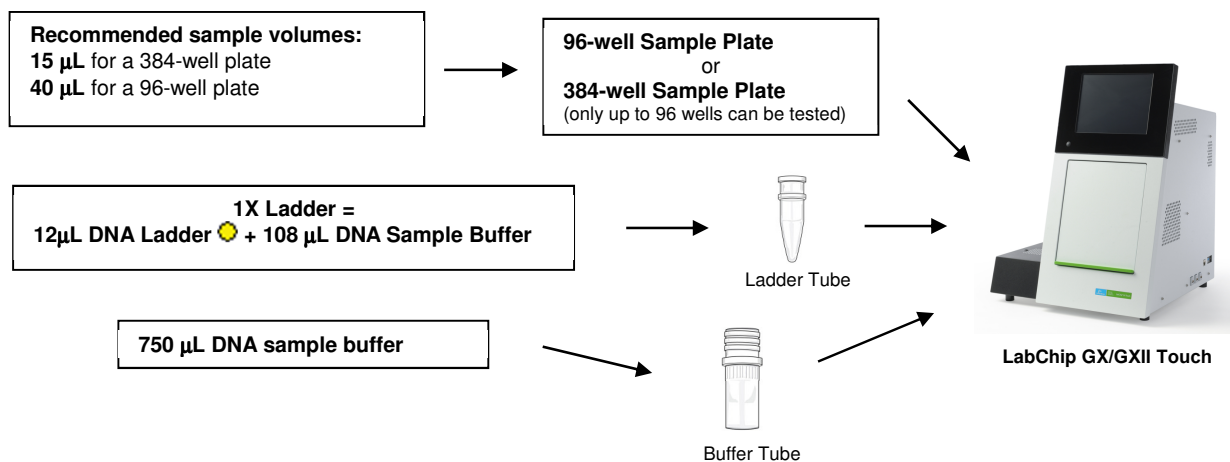 Recommended sample volumes:
15 µL for a 384-well plate
40 µL for a 96-well plate
96-well Sample Plate
or
384-well Sample Plate
(only up to 96 wells can be tested)
1X Ladder =
12µL DNA Ladder + 108 µL DNA Sample Buffer
Ladder Tube
750 µL DNA sample buffer
Buffer Tube
LabChip GX/GXII Touch